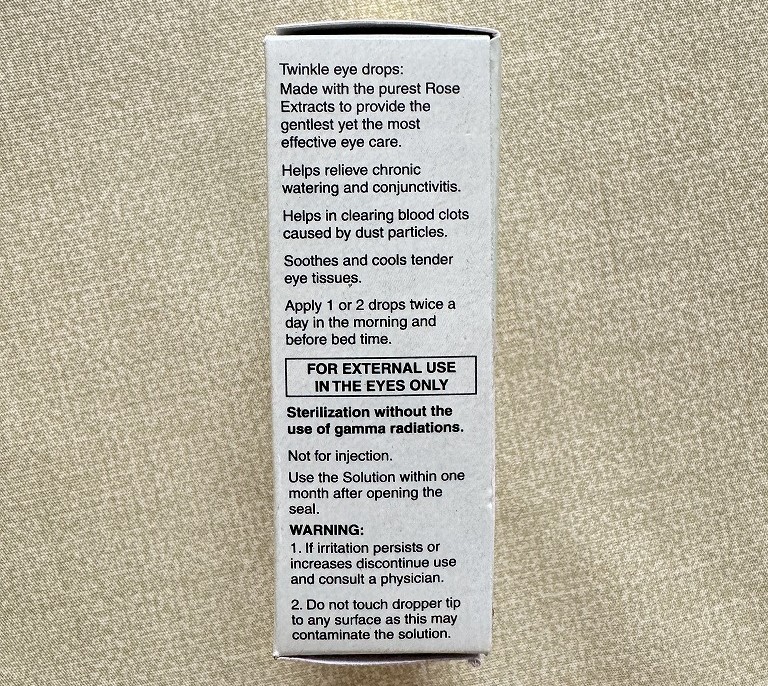 Twinkle eye drops:
Made with the purest Rose
Extracts to provide the
gentlest yet the most
effective eye care.
Helps relieve chronic
watering and conjunctivitis.
Helps in clearing blood clots
caused by dust particles.
Soothes and cools tender
eye tissues.
Apply 1 or 2 drops twice a
day in the morning and
before bed time.
FOR EXTERNAL USE
IN THE EYES ONLY
Sterilization without the
use of gamma radiations.
Not for injection.
Use the Solution within one
month after opening the
seal.
WARNING:
1. If irritation persists or
increases discontinue use
and consult a physician.
2. Do not touch dropper tip
to any surface as this may
contaminate the solution.